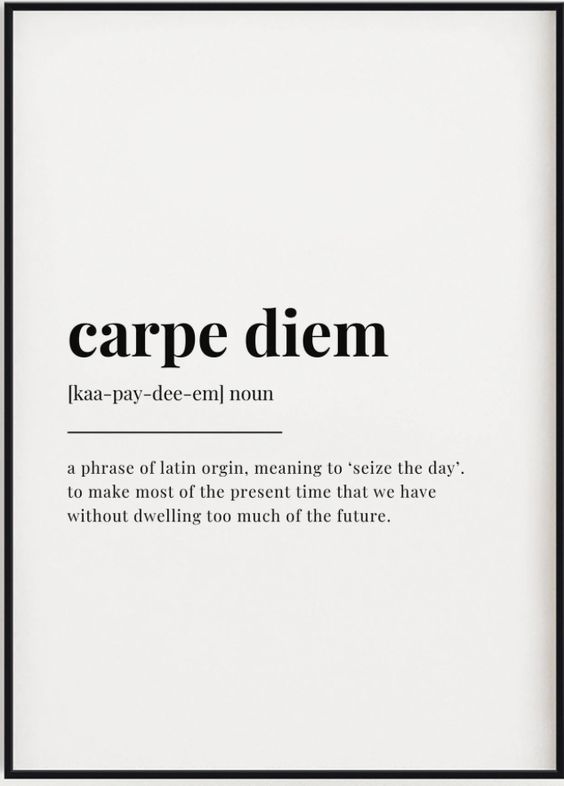 carpe diem
[kaa-pay-dee-em] noun
a phrase of latin orgin, meaning to ‘seize the day’.
to make most of the present time that we have
without dwelling too much of the future.